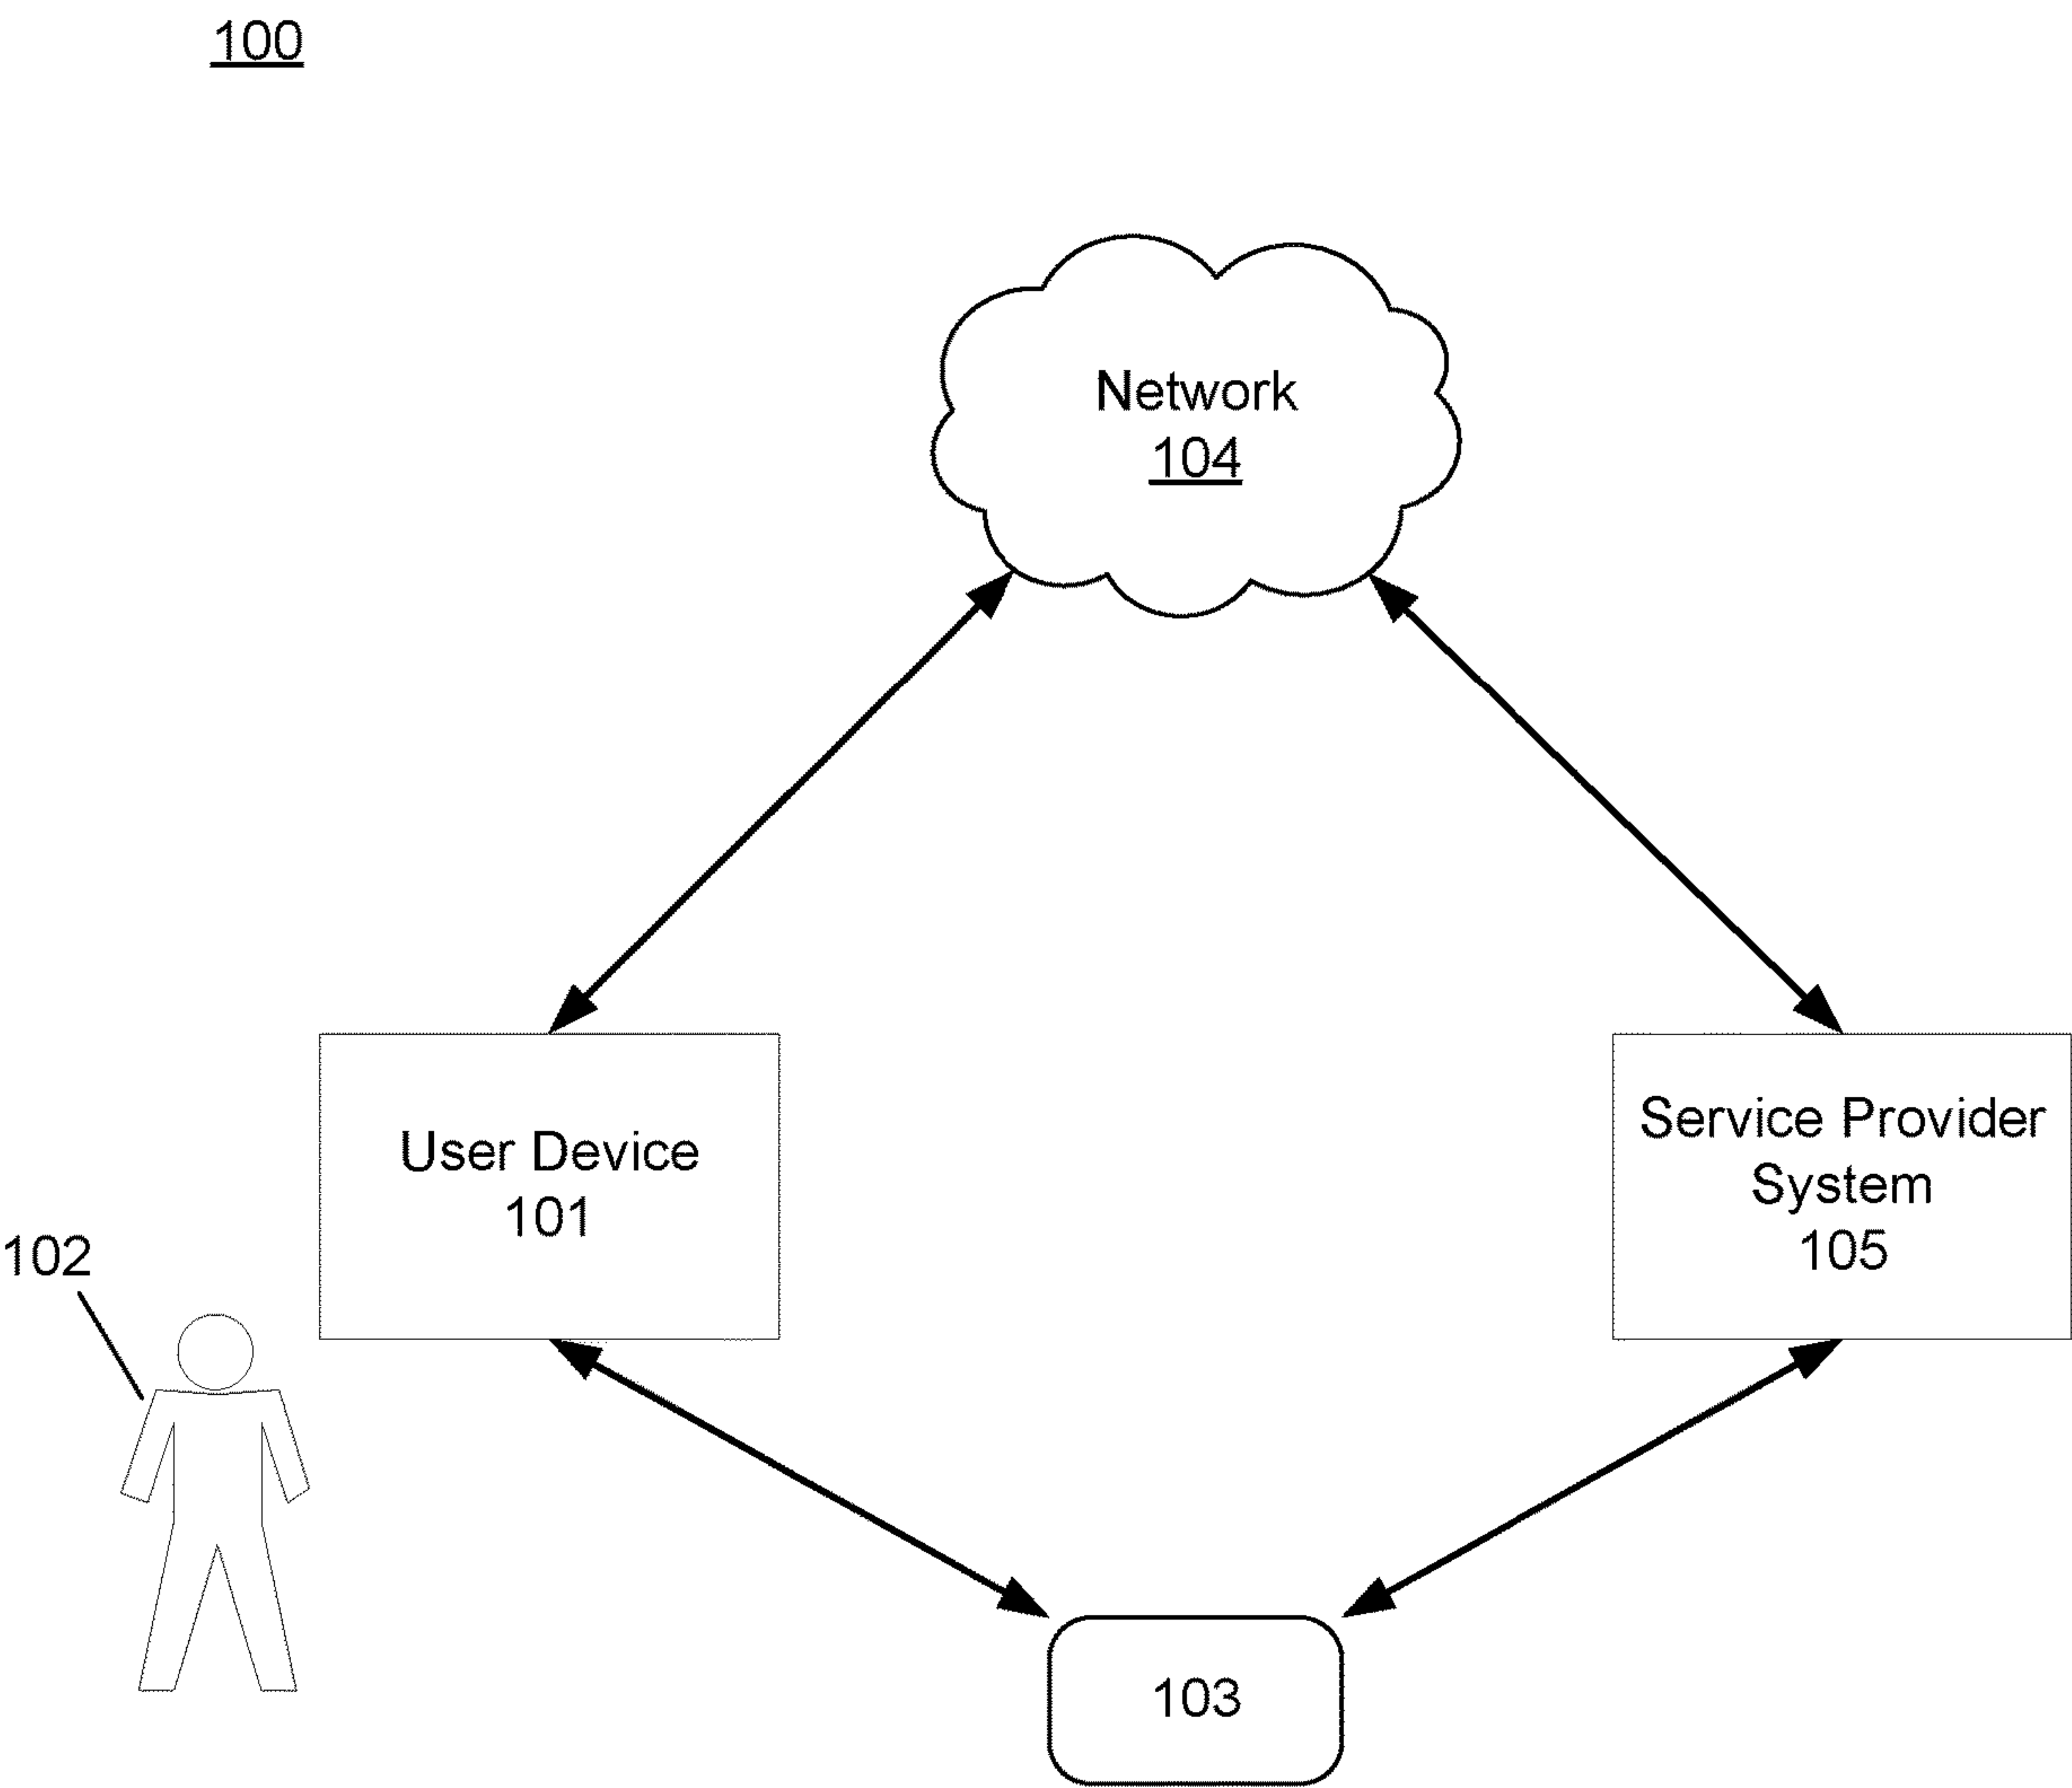 100
Network
104
User Device
101
Service Provider
System
105
102
103